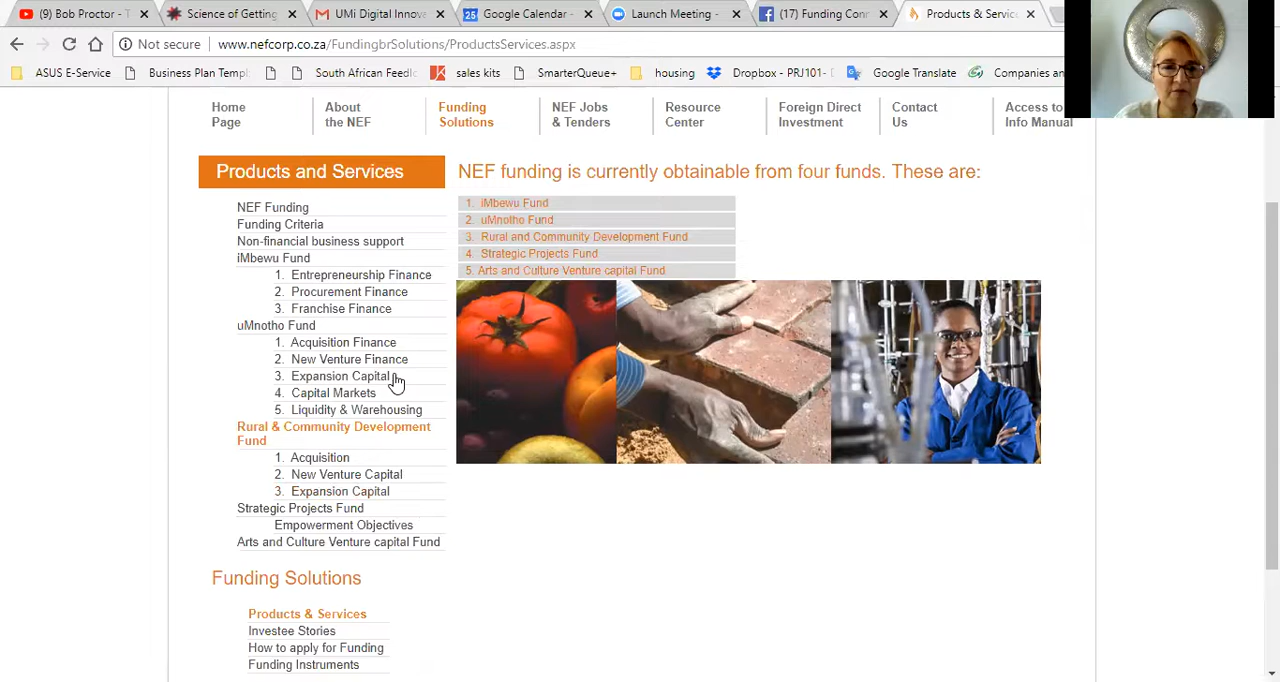 (9) Bob Proctor - T
Science of Getting
UMi Digital Innova
Google Calendar -
Launch Meeting -
(17) Funding Conn
Products & Servic
Not secure
www.nefcorp.co.za/FundingbrSolutions/ProductsServices.aspx
ASUS E-Service
Business Plan Templ
South African Feedl
sales kits
SmarterQueue+
housing
Dropbox - PRJ101-
Google Translate
Companies an
Home
Page
About
the NEF
Funding
Solutions
NEF Jobs
& Tenders
Resource
Center
Foreign Direct
Investment
Contact
Us
Access to
Info Manual
Products and Services
NEF Funding
Funding Criteria
Non-financial business support
iMbewu Fund
1. Entrepreneurship Finance
2. Procurement Finance
3. Franchise Finance
uMnotho Fund
1. Acquisition Finance
2. New Venture Finance
3. Expansion Capital
4. Capital Markets
5. Liquidity & Warehousing
Rural & Community Development
Fund
1. Acquisition
2. New Venture Capital
3. Expansion Capital
Strategic Projects Fund
Empowerment Objectives
Arts and Culture Venture capital Fund
NEF funding is currently obtainable from four funds. These are:
1. iMbewu Fund
2. uMnotho Fund
3. Rural and Community Development Fund
4. Strategic Projects Fund
5. Arts and Culture Venture capital Fund
Funding Solutions
Products & Services
Investee Stories
How to apply for Funding
Funding Instruments